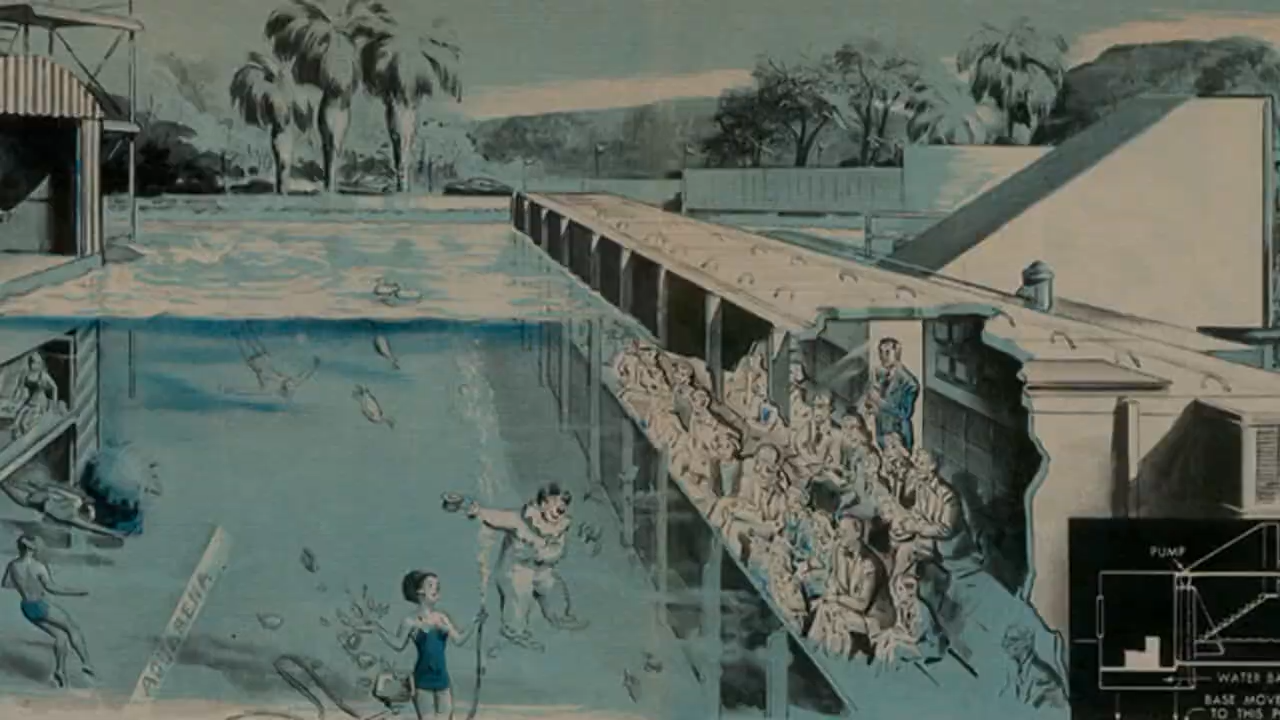 AQUARENA
PUMP
WATER BA
BASE MOVE
TO THIS P